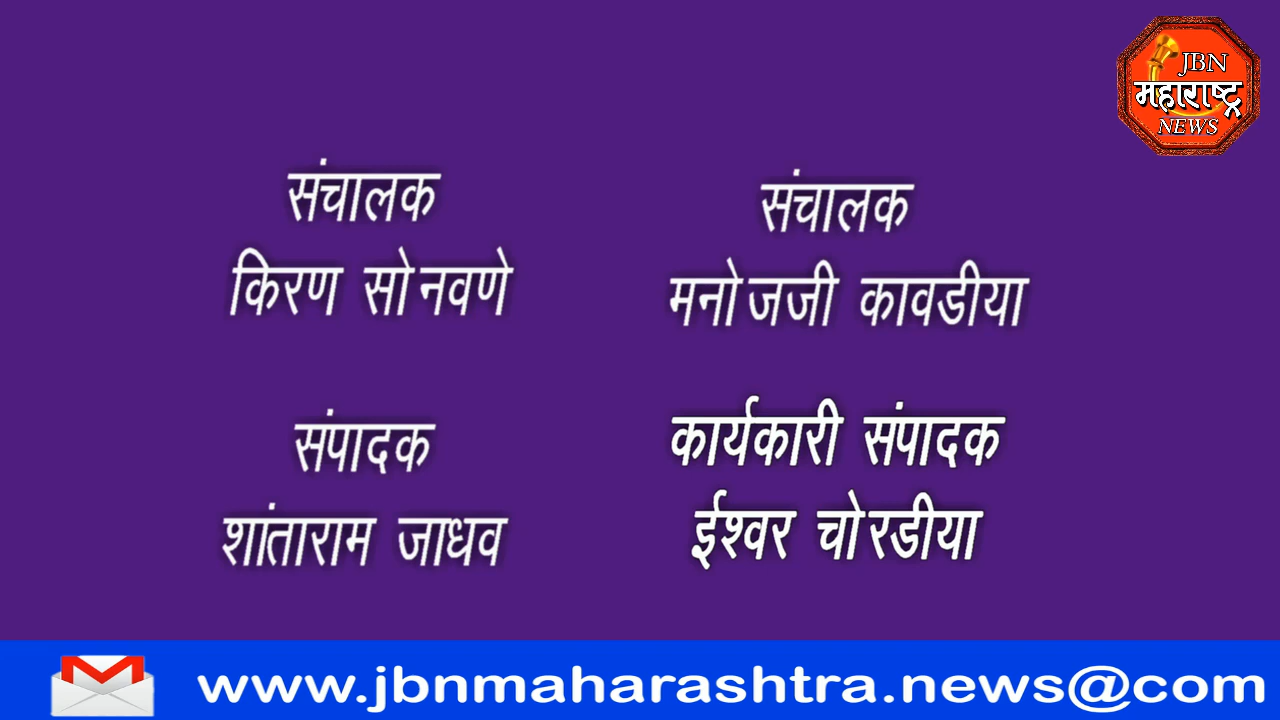 JBN
महाराष्ट्र
NEWS
संचालक
किरण सोनवणे
संचालक
मनोजजी कावडीया
संपादक
शांताराम जाधव
कार्यकारी संपादक
ईश्वर चोरडीया
www.jbnmaharashtra.news@com